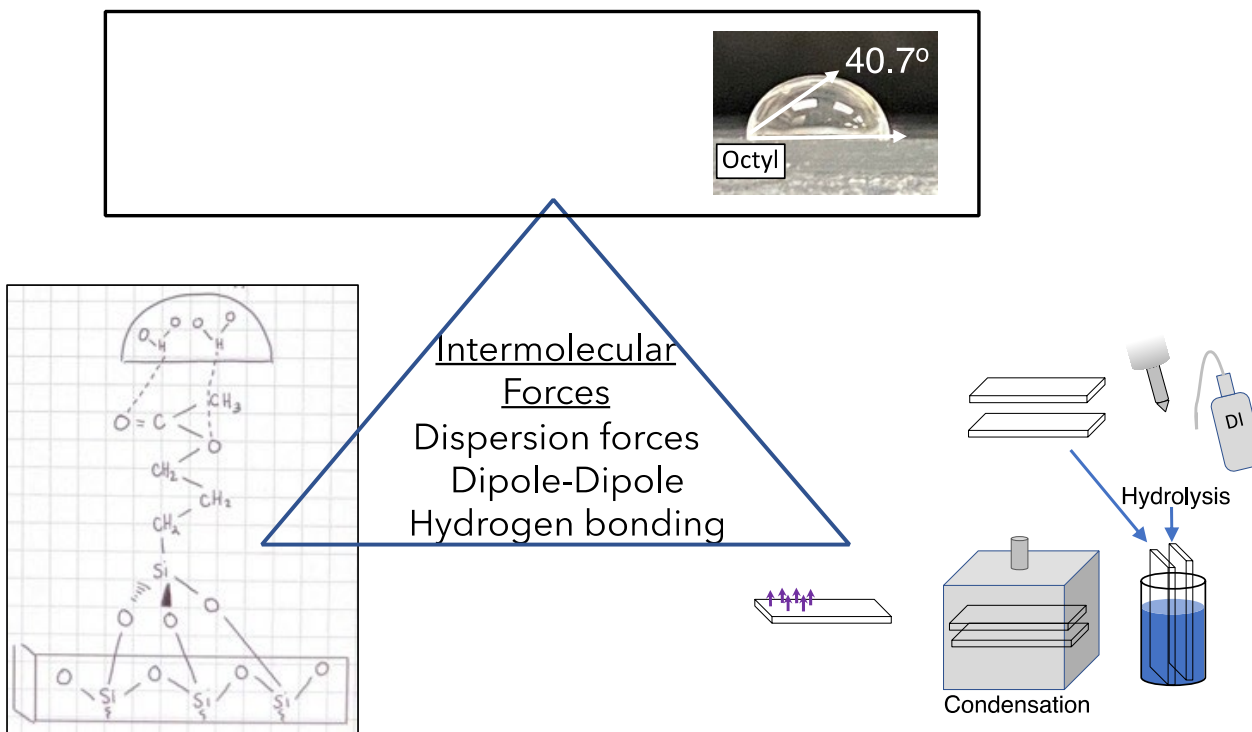 40.7º
Octyl
Intermolecular
Forces
Dispersion forces
Dipole-Dipole
Hydrogen bonding
O O O O
H H
CH₃
O = C
O
CH₂
CH₂
CH₂
Si
O O O
O O O O
Si Si Si
DI
Hydrolysis
Condensation